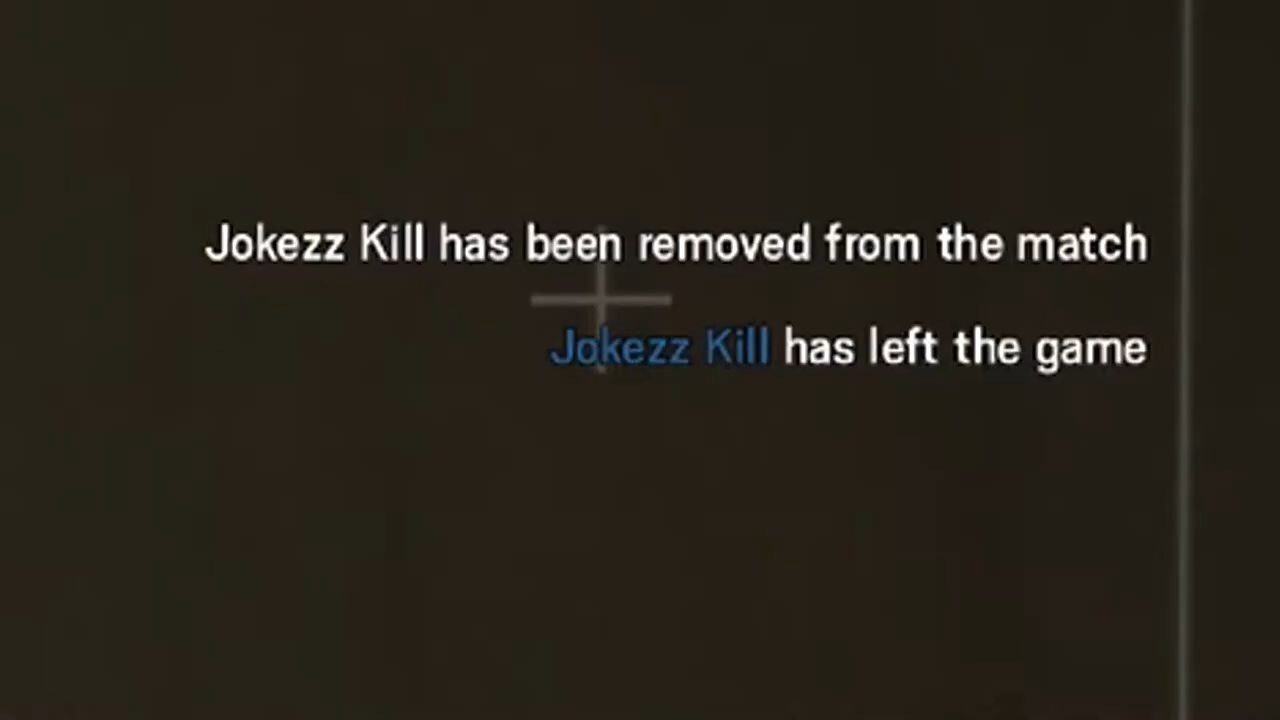 Jokezz Kill has been removed from the match
Jokezz Kill has left the game